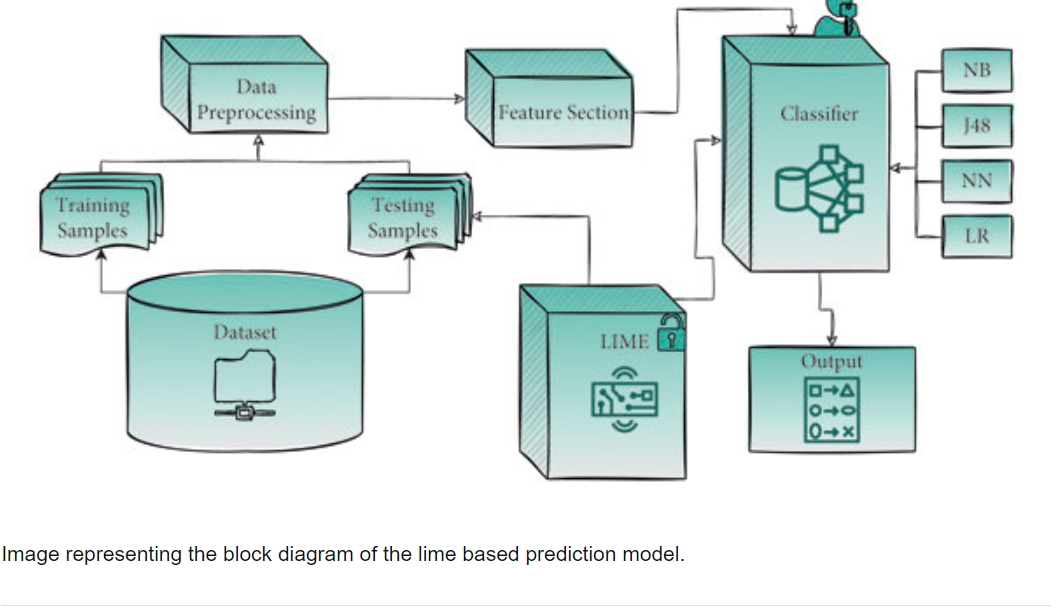 Data
Preprocessing
Feature Section
Classifier
NB
J48
NN
LR
Training
Samples
Testing
Samples
Dataset
LIME
Output
Image representing the block diagram of the lime based prediction model.